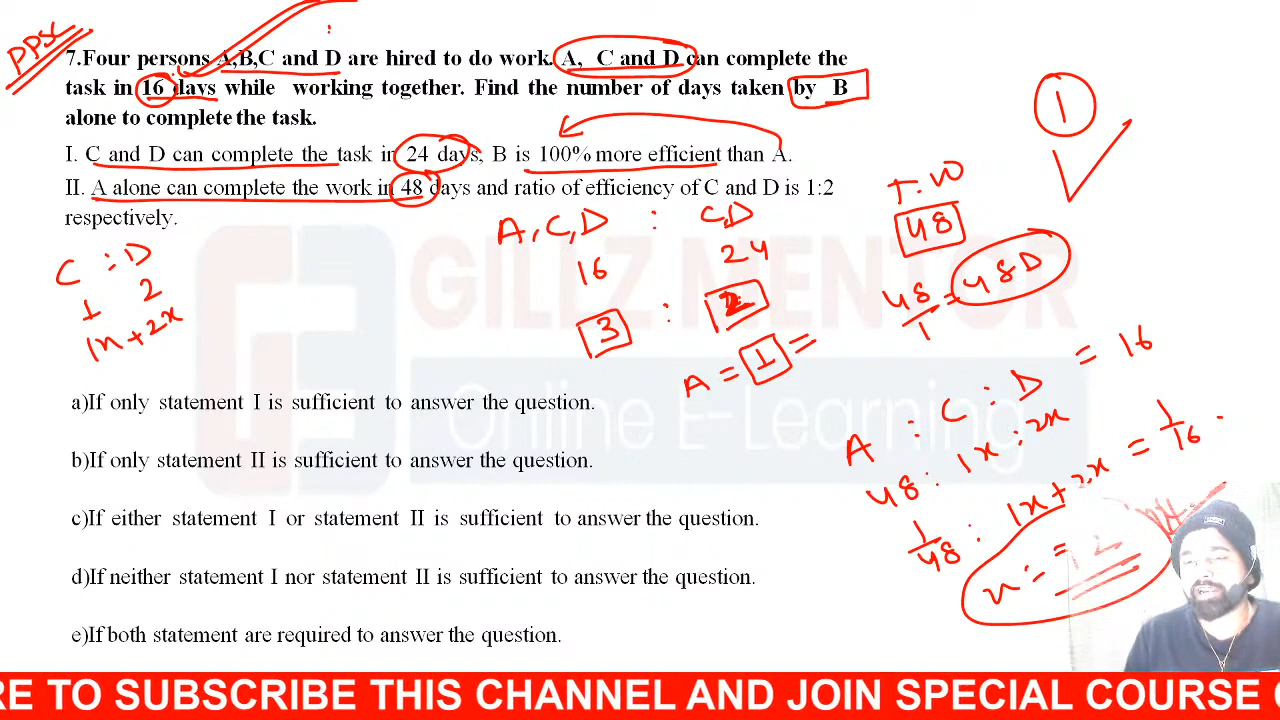 PPSC
7.Four persons A,B,C and D are hired to do work. A, C and D can complete the
task in 16 days while working together. Find the number of days taken by B
alone to complete the task.
I. C and D can complete the task in 24 days, B is 100% more efficient than A.
II. A alone can complete the work in 48 days and ratio of efficiency of C and D is 1:2
respectively.
1
T.W
48
A,C,D : C,D
16 24
3 : 2
A = 1 =
48/1 = 48D
C : D
1 2
1x + 2x
A : C : D = 16
48 : 1x : 2x
1/48 : 1x + 2x = 1/16
x =
GILLZ MENTOR
Online E-Learning
a)If only statement I is sufficient to answer the question.
b)If only statement II is sufficient to answer the question.
c)If either statement I or statement II is sufficient to answer the question.
d)If neither statement I nor statement II is sufficient to answer the question.
e)If both statement are required to answer the question.
RE TO SUBSCRIBE THIS CHANNEL AND JOIN SPECIAL COURSE